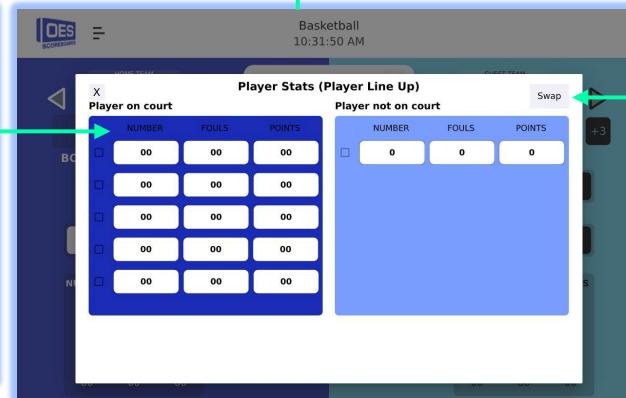 OES
SCOREBOARDS
Basketball
10:31:50 AM
HOME TEAM
GUEST TEAM
X
Player Stats (Player Line Up)
Swap
Player on court
Player not on court
NUMBER FOULS POINTS
NUMBER FOULS POINTS
00 00 00
0 0 0
00 00 00
00 00 00
00 00 00
00 00 00
+3